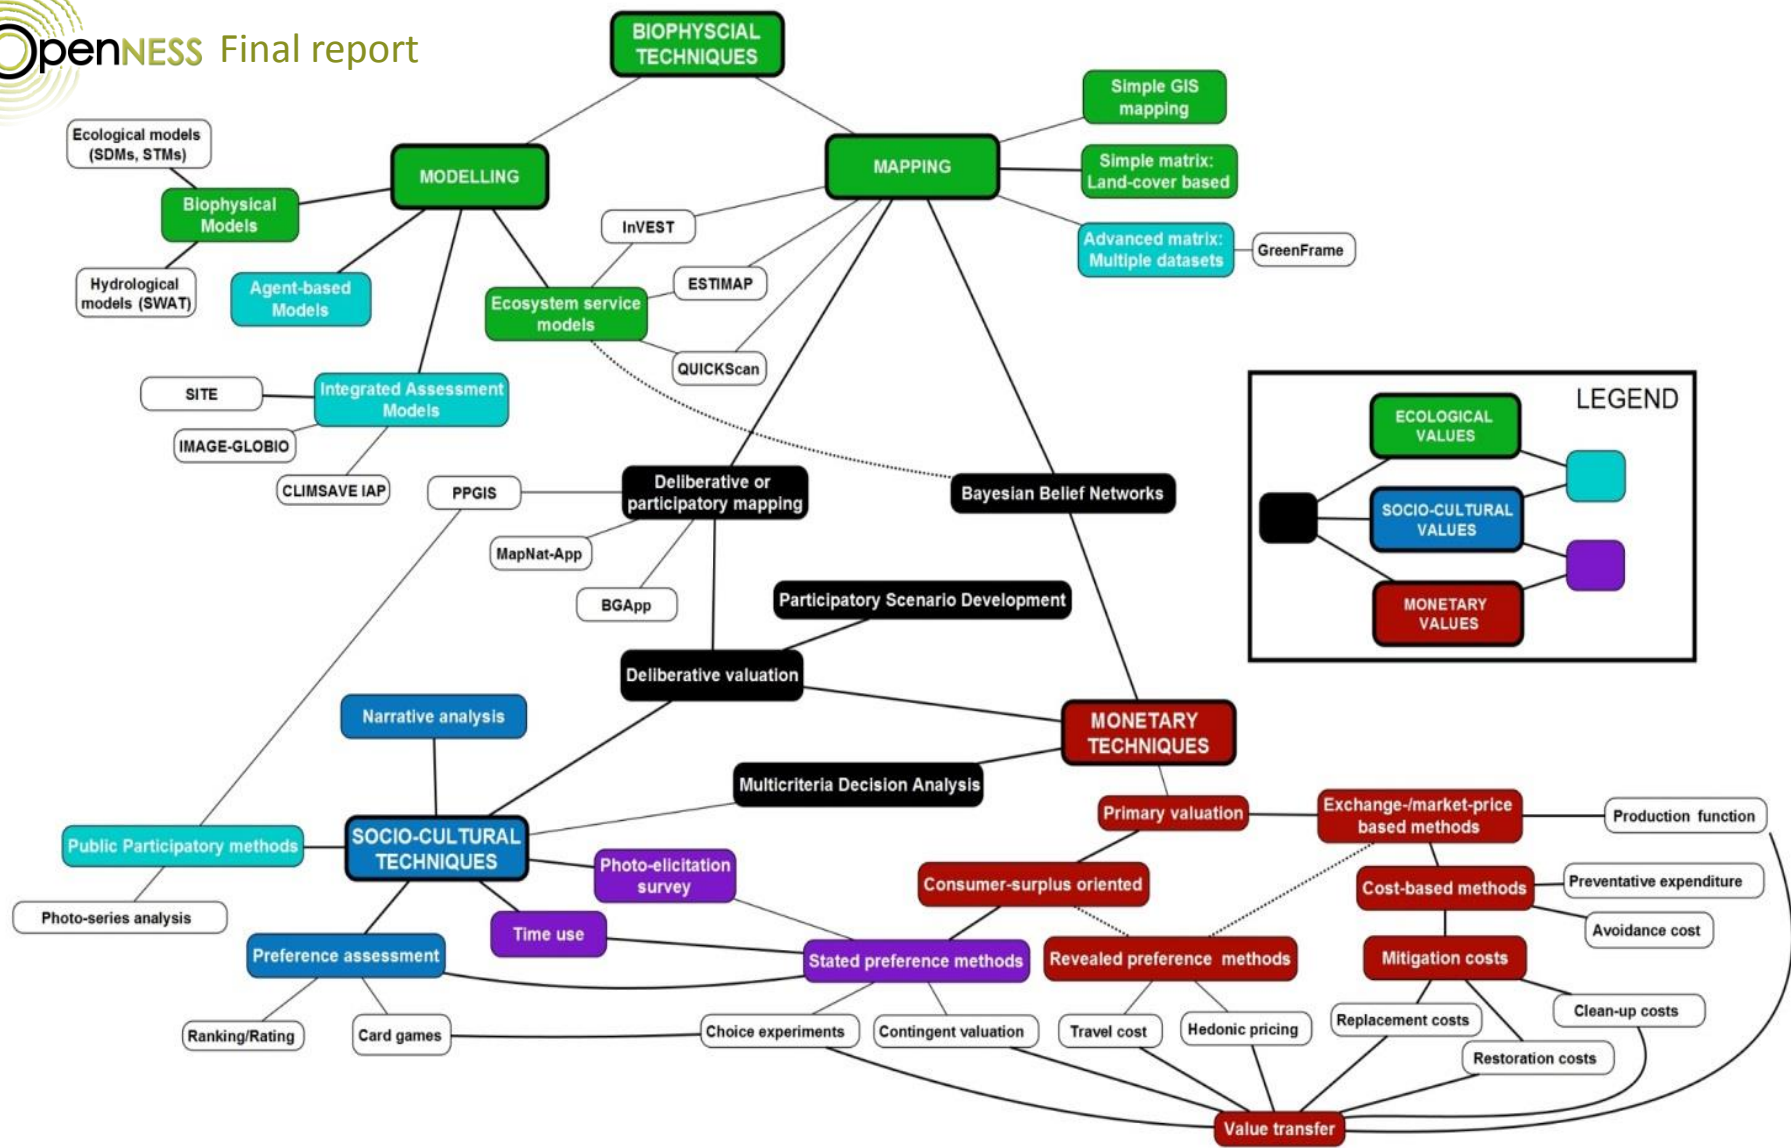 OpenNESS Final report
BIOPHYSCIAL
TECHNIQUES
Simple GIS
mapping
Ecological models
(SDMs, STMs)
MODELLING
MAPPING
Simple matrix:
Land-cover based
Biophysical
Models
InVEST
Advanced matrix:
Multiple datasets
GreenFrame
Hydrological
models (SWAT)
Agent-based
Models
ESTIMAP
Ecosystem service
models
QUICKScan
SITE
Integrated Assessment
Models
IMAGE-GLOBIO
CLIMSAVE IAP
LEGEND
ECOLOGICAL
VALUES
SOCIO-CULTURAL
VALUES
MONETARY
VALUES
PPGIS
Deliberative or
participatory mapping
Bayesian Belief Networks
MapNat-App
BGApp
Participatory Scenario Development
Deliberative valuation
Narrative analysis
MONETARY
TECHNIQUES
Multicriteria Decision Analysis
Primary valuation
Exchange-/market-price
based methods
Production function
Public Participatory methods
SOCIO-CULTURAL
TECHNIQUES
Photo-elicitation
survey
Consumer-surplus oriented
Cost-based methods
Preventative expenditure
Photo-series analysis
Time use
Avoidance cost
Preference assessment
Stated preference methods
Revealed preference methods
Mitigation costs
Ranking/Rating
Card games
Choice experiments
Contingent valuation
Travel cost
Hedonic pricing
Replacement costs
Clean-up costs
Restoration costs
Value transfer